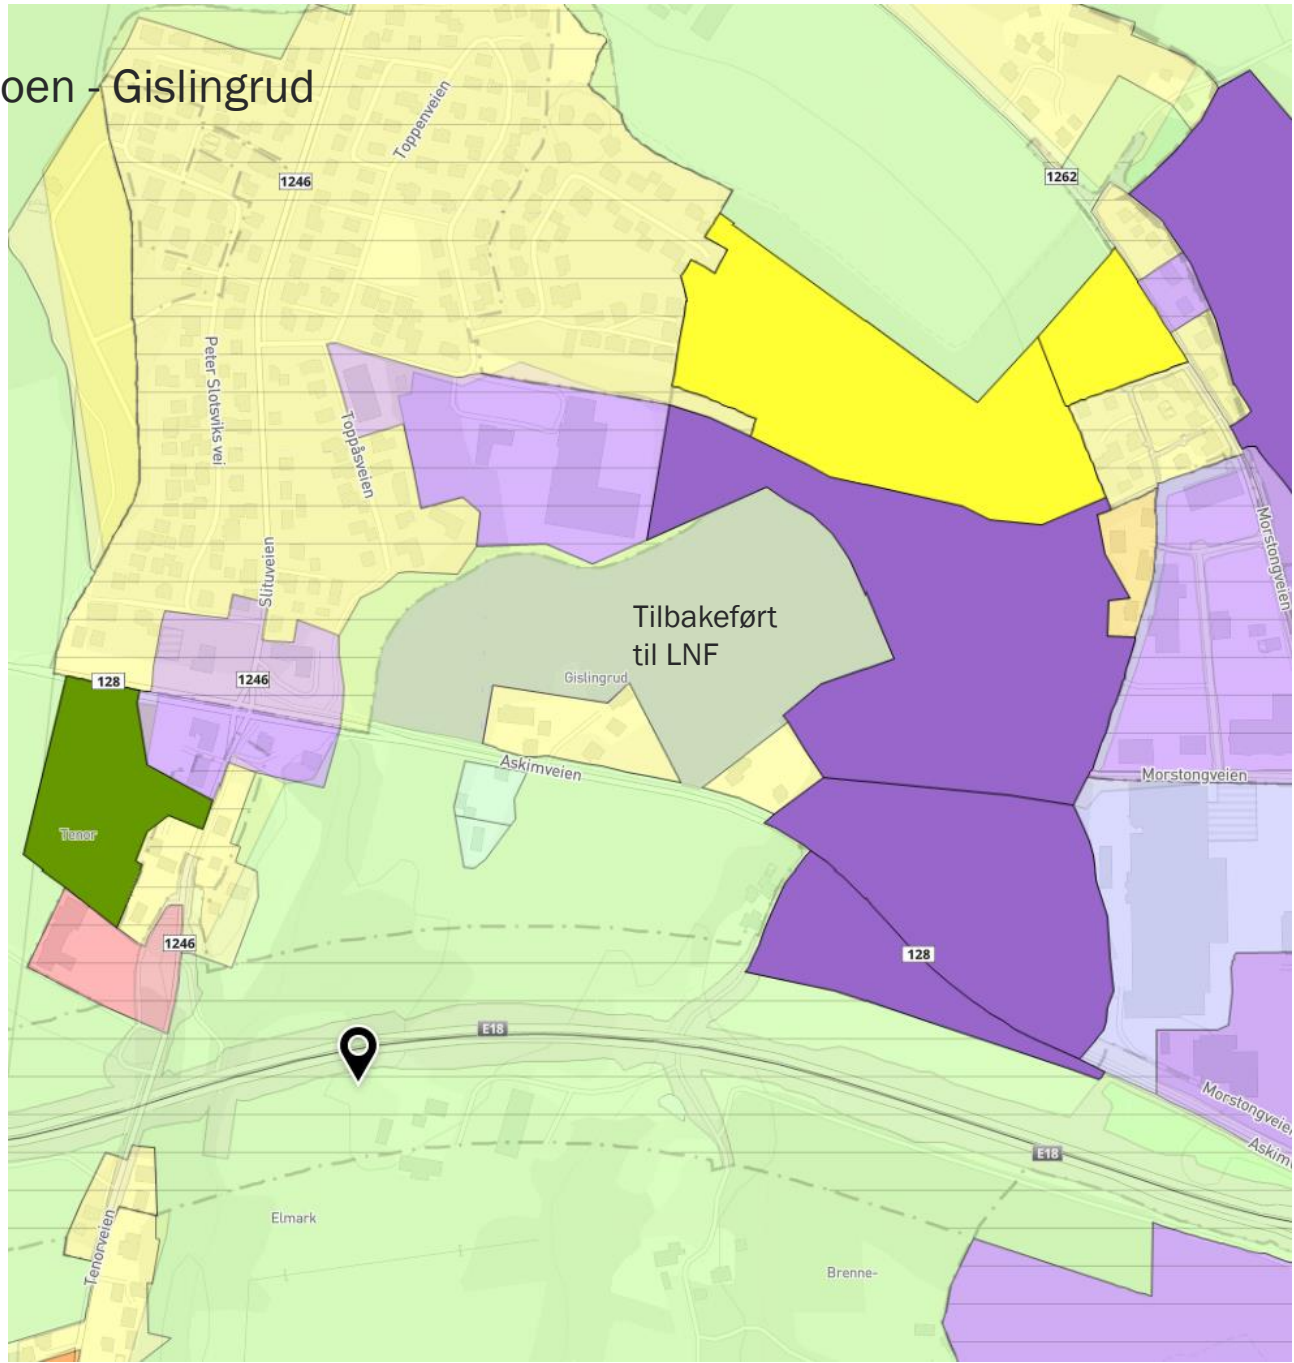 oen - Gislingrud
Toppenveien
1246
1262
Peter Slotsviks vei
Toppåsveien
Morstongveien
Slituveien
Tilbakeført
til LNF
Gislingrud
128
1246
Askimveien
Morstongveien
Tenor
1246
128
E18
Morstongveien
Askimv
E18
Elmark
Tenorveien
Brenne-